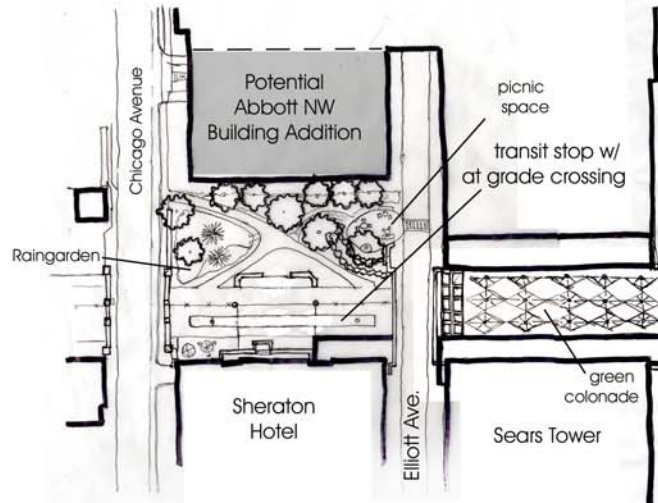 Potential
Abbott NW
Building Addition
Chicago Avenue
picnic
space
transit stop w/
at grade crossing
Raingarden
green
colonade
Sheraton
Hotel
Elliott Ave.
Sears Tower